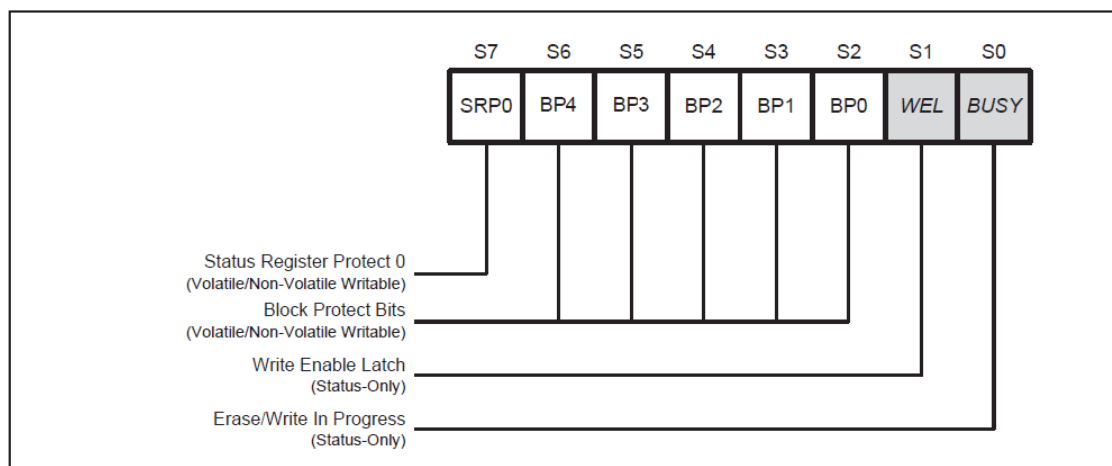 S7 S6 S5 S4 S3 S2 S1 S0
SRP0 BP4 BP3 BP2 BP1 BP0 WEL BUSY
Status Register Protect 0
(Volatile/Non-Volatile Writable)
Block Protect Bits
(Volatile/Non-Volatile Writable)
Write Enable Latch
(Status-Only)
Erase/Write In Progress
(Status-Only)